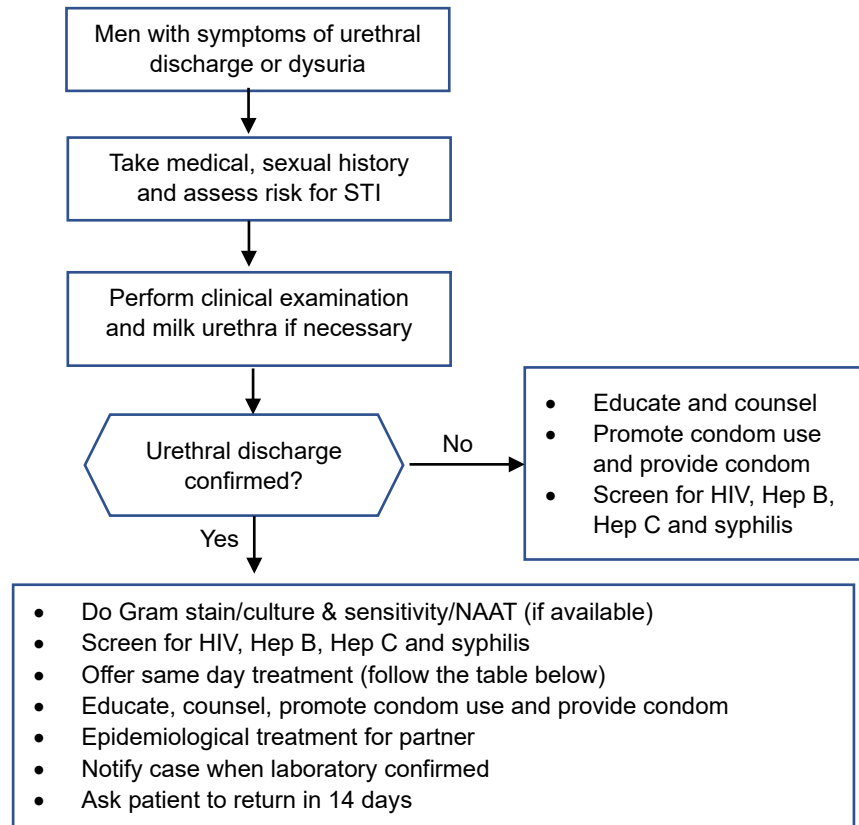 Men with symptoms of urethral
discharge or dysuria
Take medical, sexual history
and assess risk for STI
Perform clinical examination
and milk urethra if necessary
Urethral discharge
confirmed?
No
• Educate and counsel
• Promote condom use
and provide condom
• Screen for HIV, Hep B,
Hep C and syphilis
Yes
• Do Gram stain/culture & sensitivity/NAAT (if available)
• Screen for HIV, Hep B, Hep C and syphilis
• Offer same day treatment (follow the table below)
• Educate, counsel, promote condom use and provide condom
• Epidemiological treatment for partner
• Notify case when laboratory confirmed
• Ask patient to return in 14 days